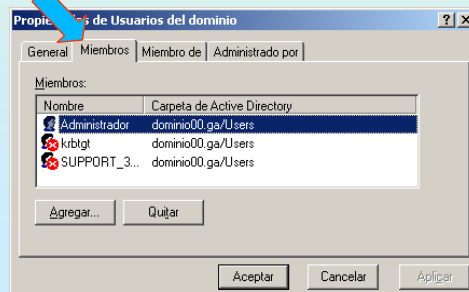 Propiedades de Usuarios del dominio
General Miembros Miembro de Administrado por
Miembros:
Nombre Carpeta de Active Directory
Administrador dominio00.ga/Users
krbtgt dominio00.ga/Users
SUPPORT_3... dominio00.ga/Users
Agregar... Quitar
Aceptar Cancelar Aplicar